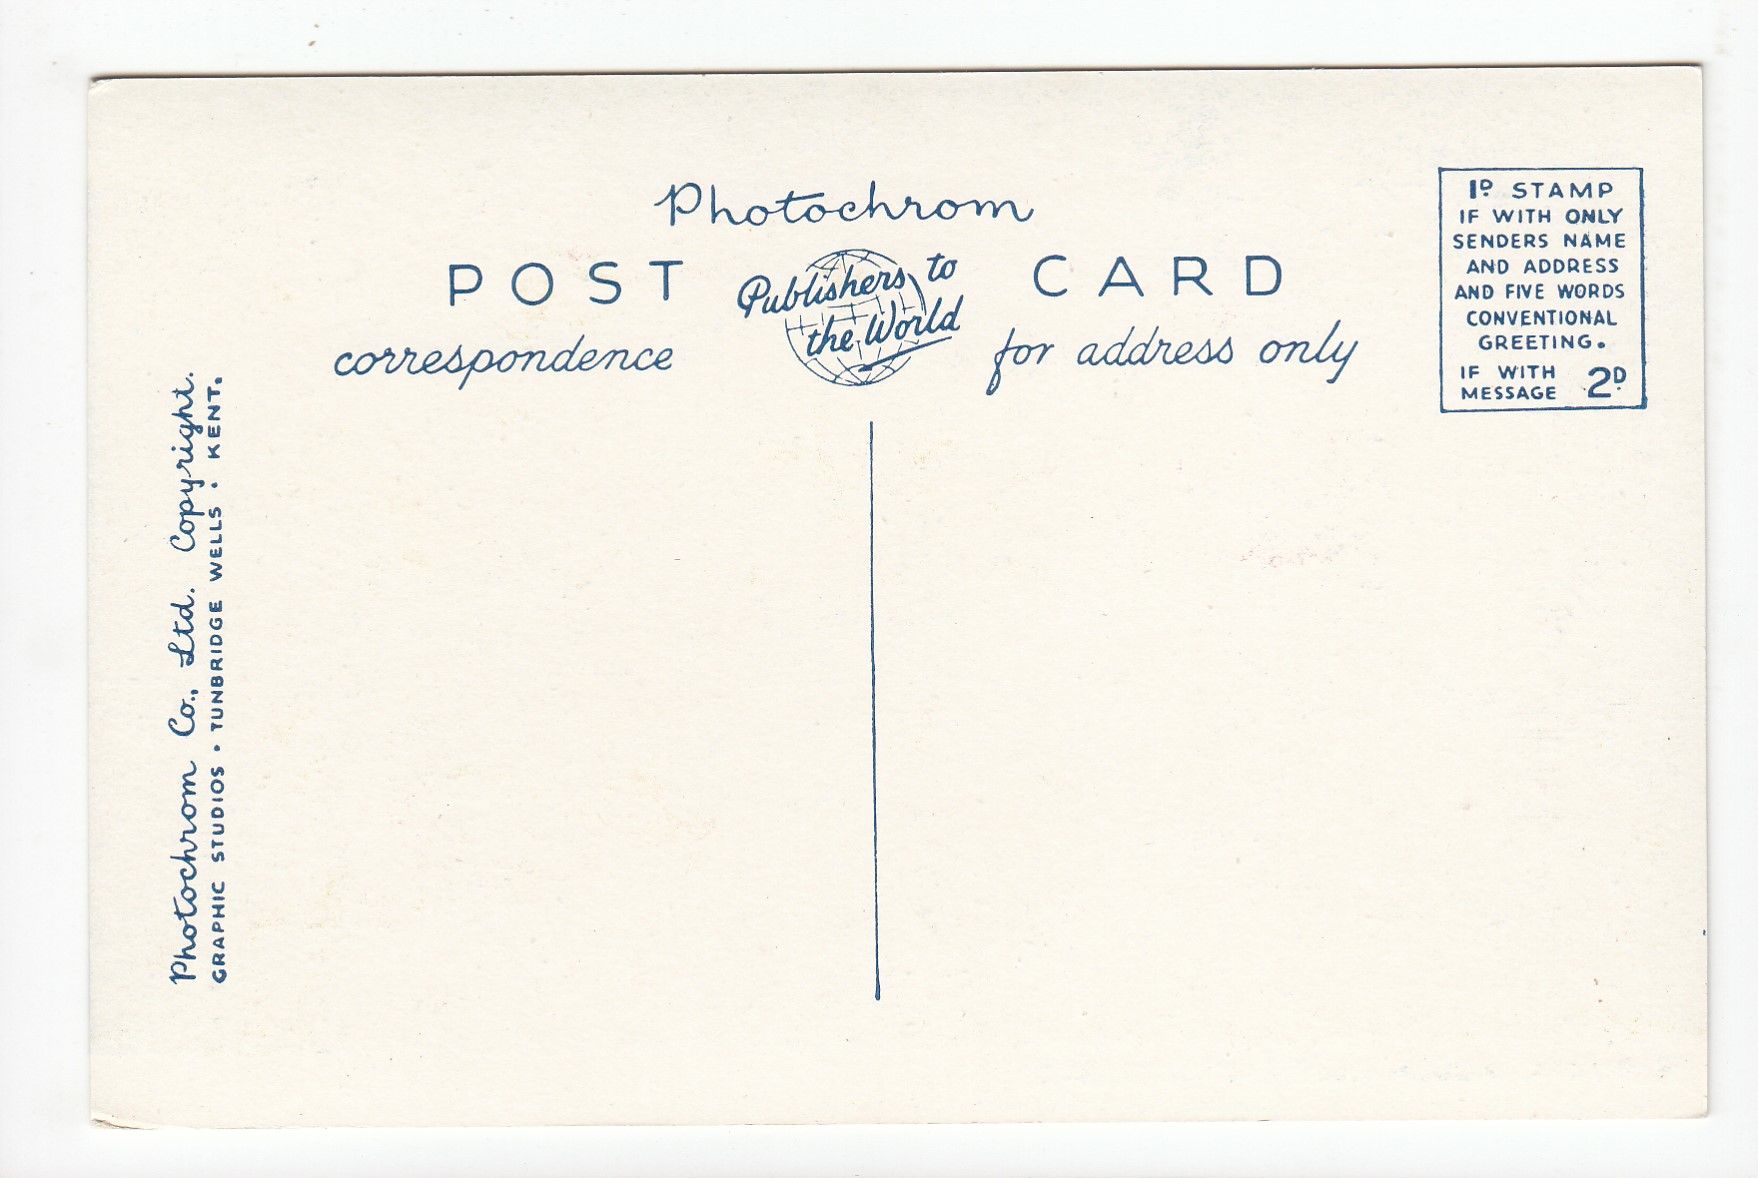 Photochrom
POST CARD
Publishers to
the World
correspondence
for address only
1D STAMP
IF WITH ONLY
SENDERS NAME
AND ADDRESS
AND FIVE WORDS
CONVENTIONAL
GREETING.
IF WITH
MESSAGE 2D
Photochrom Co., Ltd. Copyright.
GRAPHIC STUDIOS • TUNBRIDGE WELLS • KENT.